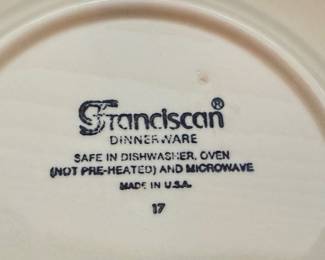 Franciscan®
DINNERWARE
SAFE IN DISHWASHER, OVEN
(NOT PRE-HEATED) AND MICROWAVE
MADE IN U.S.A.
17